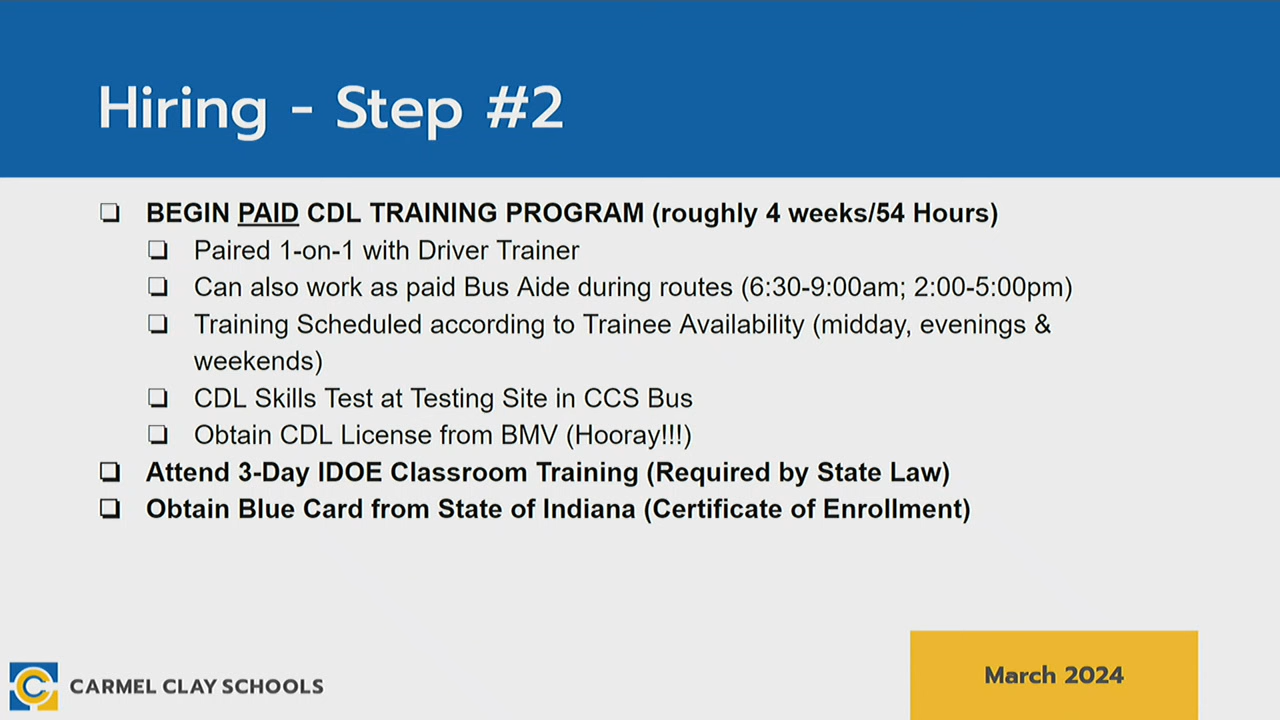 Hiring - Step #2
❏ BEGIN PAID CDL TRAINING PROGRAM (roughly 4 weeks/54 Hours)
❏ Paired 1-on-1 with Driver Trainer
❏ Can also work as paid Bus Aide during routes (6:30-9:00am; 2:00-5:00pm)
❏ Training Scheduled according to Trainee Availability (midday, evenings &
weekends)
❏ CDL Skills Test at Testing Site in CCS Bus
❏ Obtain CDL License from BMV (Hooray!!!)
❏ Attend 3-Day IDOE Classroom Training (Required by State Law)
❏ Obtain Blue Card from State of Indiana (Certificate of Enrollment)
CARMEL CLAY SCHOOLS
March 2024